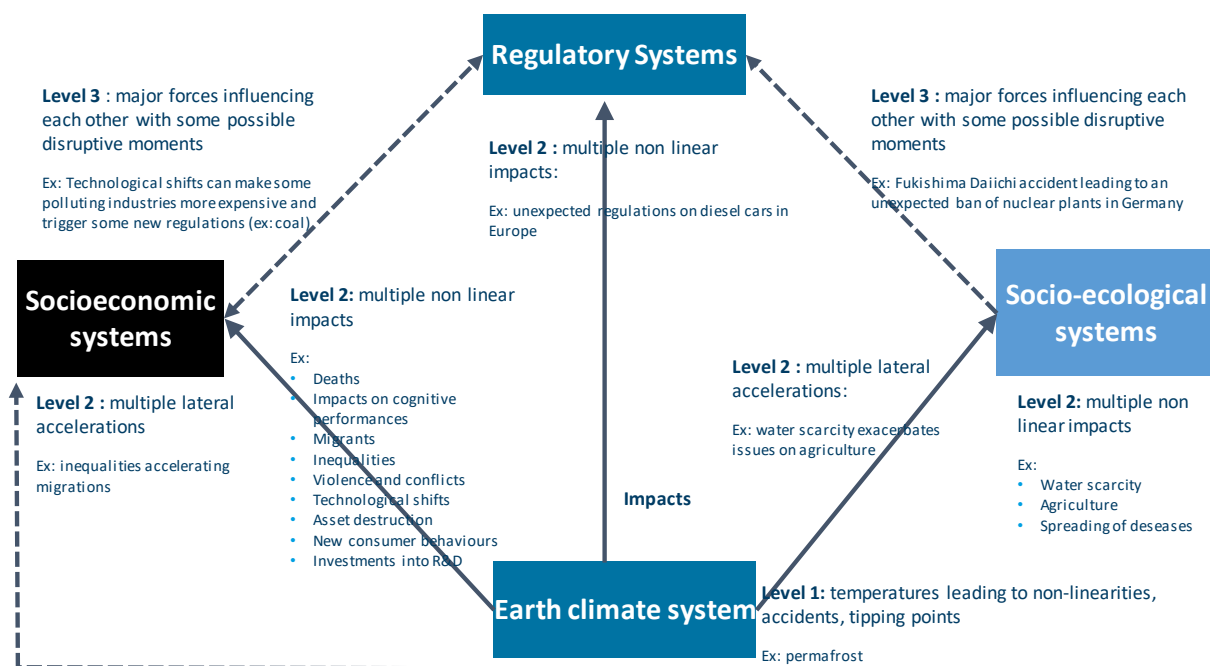 Regulatory Systems
Level 3 : major forces influencing
each other with some possible
disruptive moments
Ex: Technological shifts can make some
polluting industries more expensive and
trigger some new regulations (ex: coal)
Level 2 : multiple non linear
impacts:
Ex: unexpected regulations on diesel cars in
Europe
Level 3 : major forces influencing each
other with some possible disruptive
moments
Ex: Fukishima Daiichi accident leading to an
unexpected ban of nuclear plants in Germany
Socioeconomic
systems
Level 2: multiple non linear
impacts
Ex:
• Deaths
• Impacts on cognitive
performances
• Migrants
• Inequalities
• Violence and conflicts
• Technological shifts
• Asset destruction
• New consumer behaviours
• Investments into R&D
Socio-ecological
systems
Level 2 : multiple lateral
accelerations
Ex: inequalities accelerating
migrations
Level 2 : multiple lateral
accelerations:
Ex: water scarcity exacerbates
issues on agriculture
Level 2: multiple non
linear impacts
Ex:
• Water scarcity
• Agriculture
• Spreading of deseases
Impacts
Earth climate system
Level 1: temperatures leading to non-linearities,
accidents, tipping points
Ex: permafrost